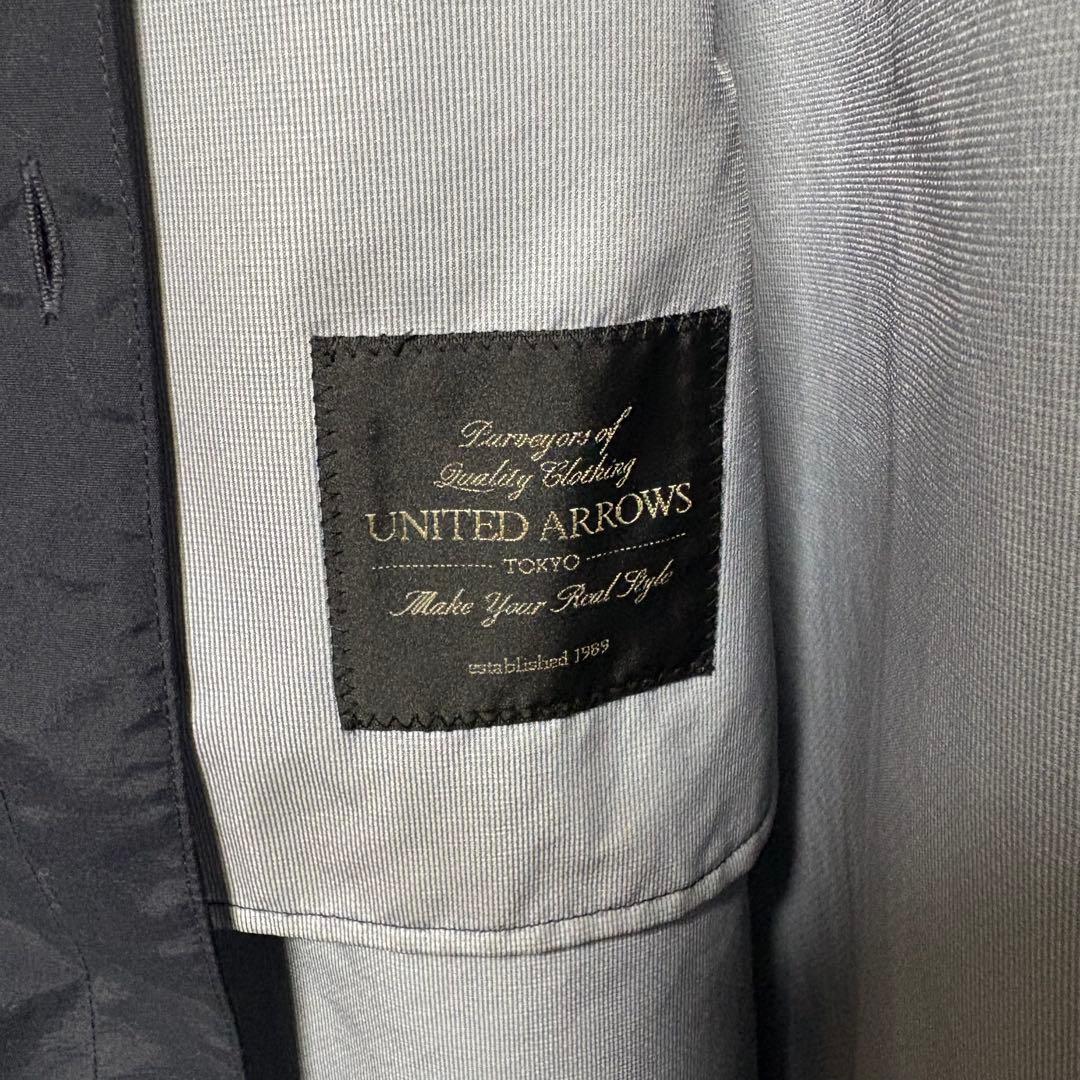 Purveyors of
Quality Clothing
UNITED ARROWS
TOKYO
Make Your Real Style
established 1989